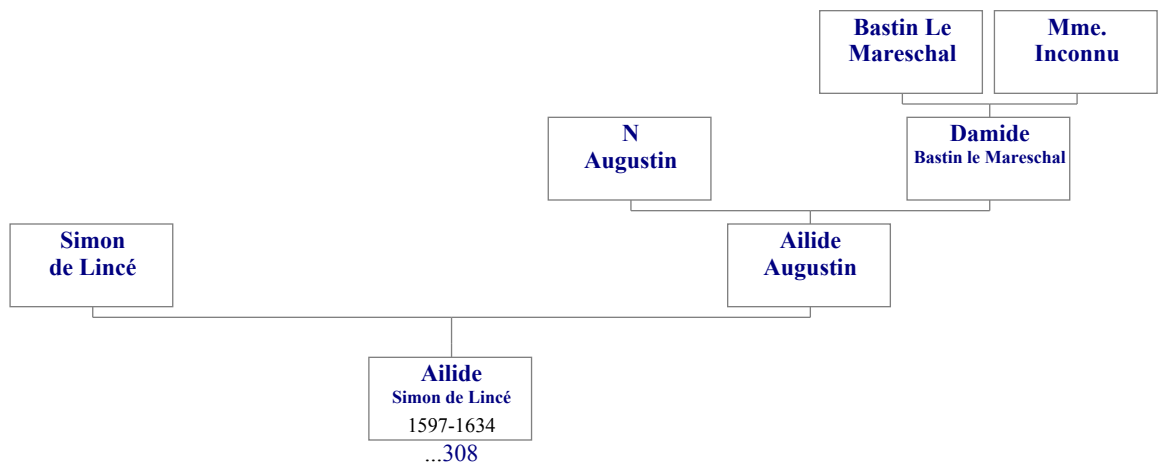 Bastin Le
Mareschal
Mme.
Inconnu
N
Augustin
Damide
Bastin le Mareschal
Simon
de Lincé
Ailide
Augustin
Ailide
Simon de Lincé
1597-1634
...308